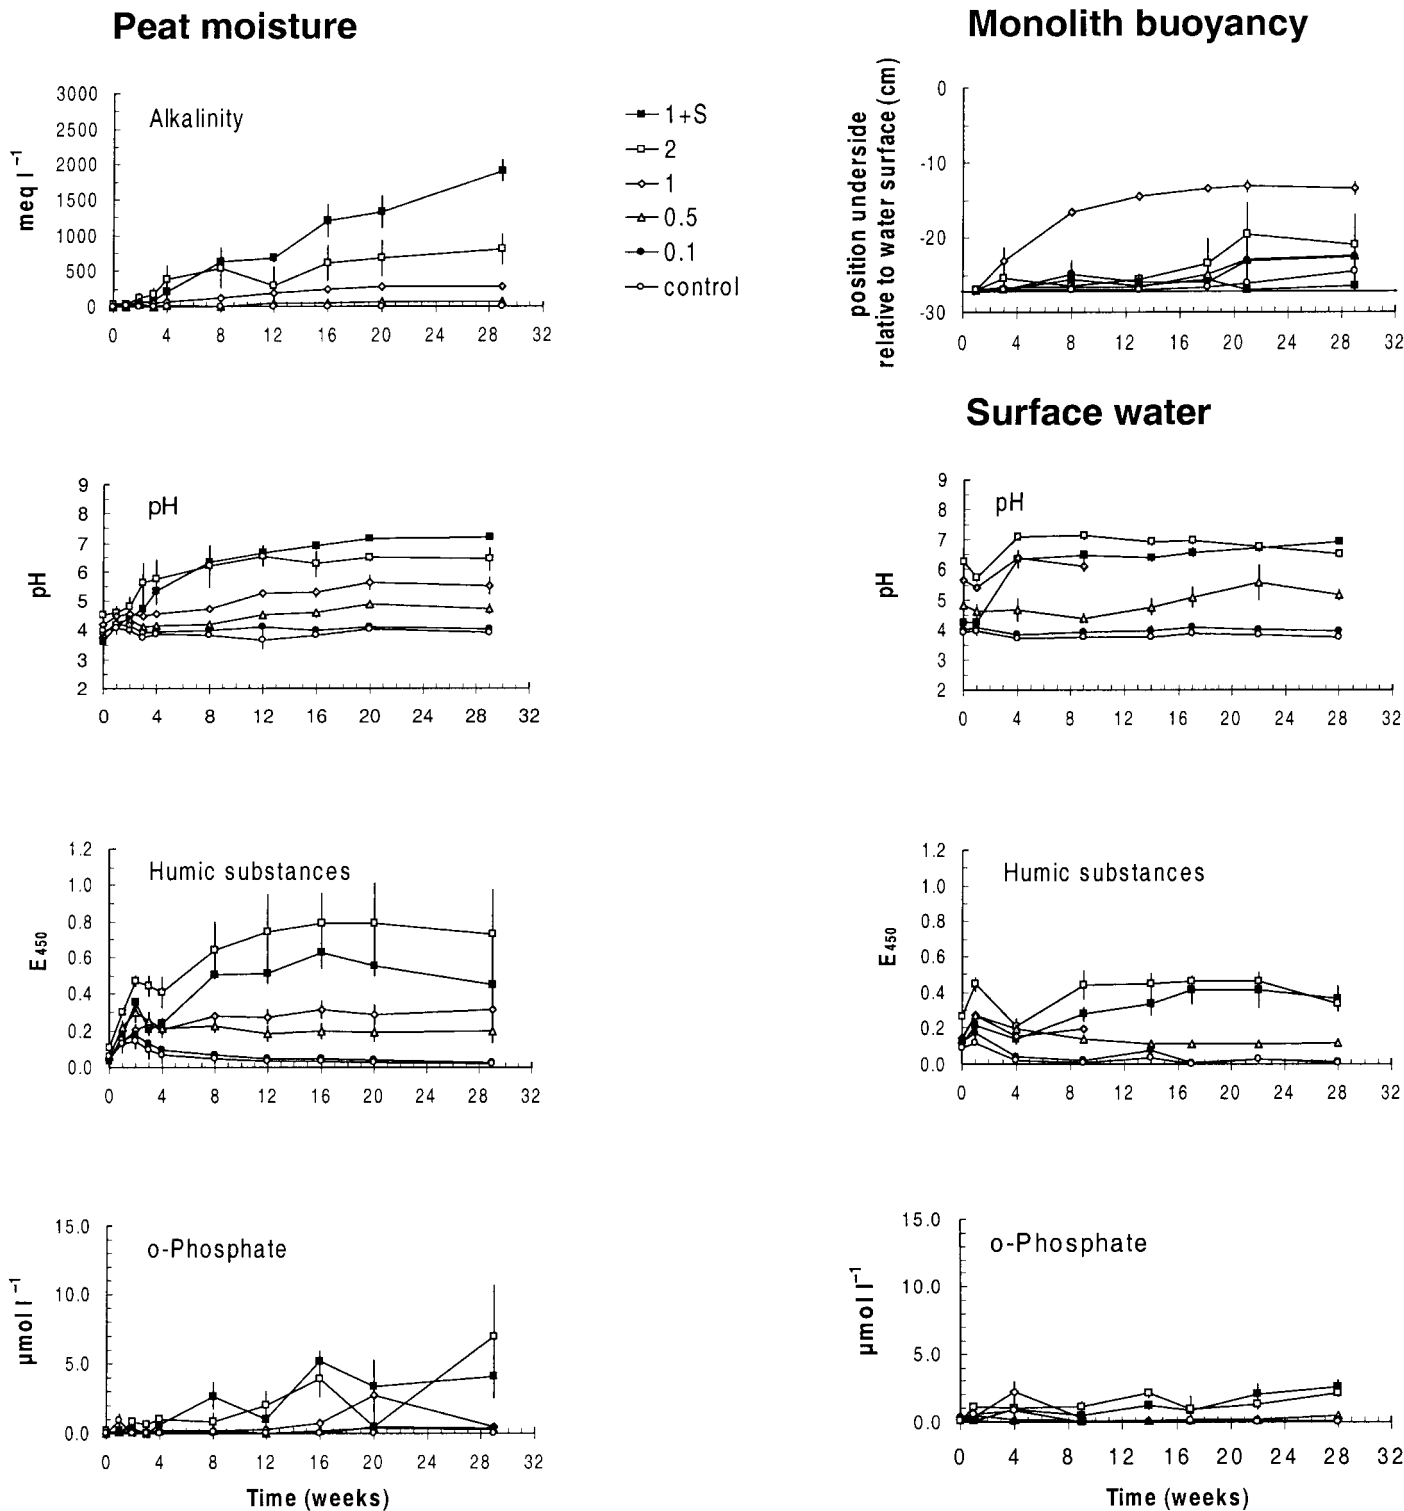 Peat moisture
Monolith buoyancy
3000
2500
2000
1500
1000
500
0
meq l⁻¹
Alkalinity
0 4 8 12 16 20 24 28 32
1+S
2
1
0.5
0.1
control
0
-10
-20
-30
position underside
relative to water surface (cm)
0 4 8 12 16 20 24 28 32
Surface water
9
8
7
6
5
4
3
2
pH
pH
0 4 8 12 16 20 24 28 32
9
8
7
6
5
4
3
2
pH
pH
0 4 8 12 16 20 24 28 32
1.2
1.0
0.8
0.6
0.4
0.2
0.0
E450
Humic substances
0 4 8 12 16 20 24 28 32
1.2
1.0
0.8
0.6
0.4
0.2
0.0
E450
Humic substances
0 4 8 12 16 20 24 28 32
15.0
10.0
5.0
0.0
µmol l⁻¹
o-Phosphate
0 4 8 12 16 20 24 28 32
Time (weeks)
15.0
10.0
5.0
0.0
µmol l⁻¹
o-Phosphate
0 4 8 12 16 20 24 28 32
Time (weeks)